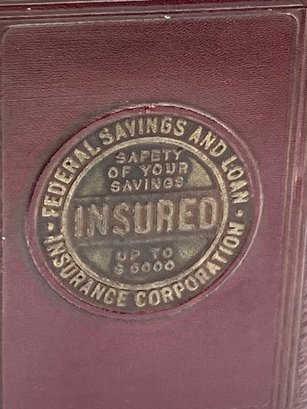 FEDERAL SAVINGS AND LOAN
SAFETY
OF YOUR
SAVINGS
INSURED
UP TO
$5000
INSURANCE CORPORATION